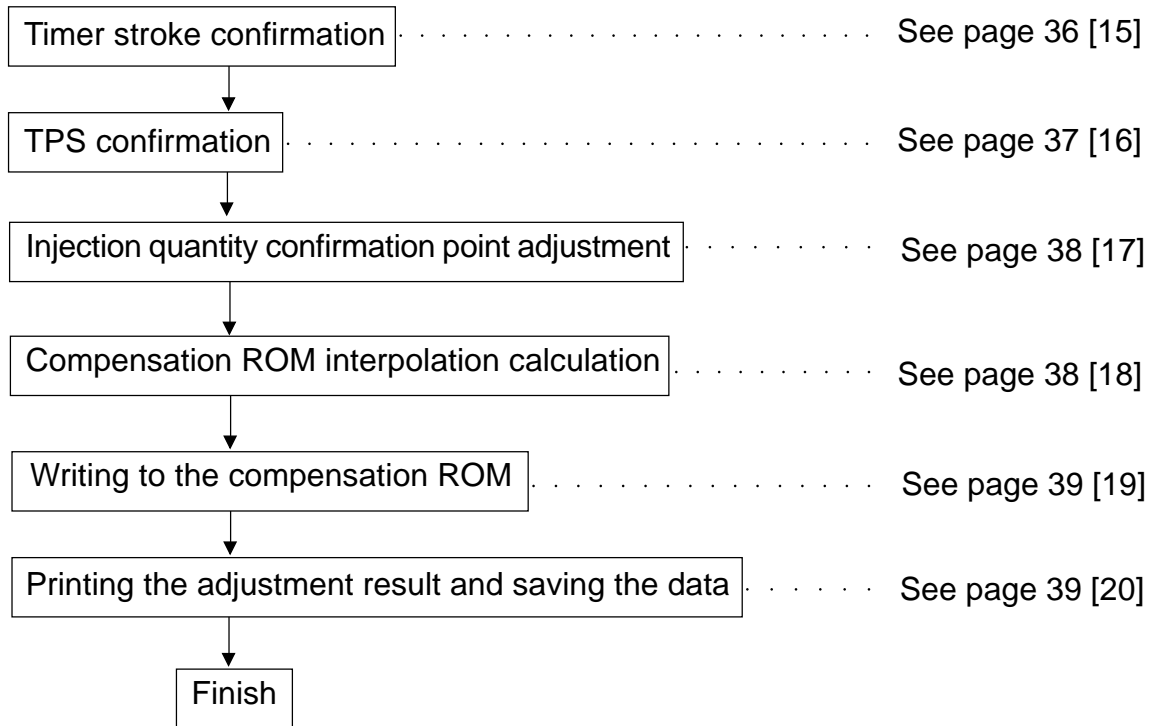 Timer stroke confirmation See page 36 [15]
TPS confirmation See page 37 [16]
Injection quantity confirmation point adjustment See page 38 [17]
Compensation ROM interpolation calculation See page 38 [18]
Writing to the compensation ROM See page 39 [19]
Printing the adjustment result and saving the data See page 39 [20]
Finish